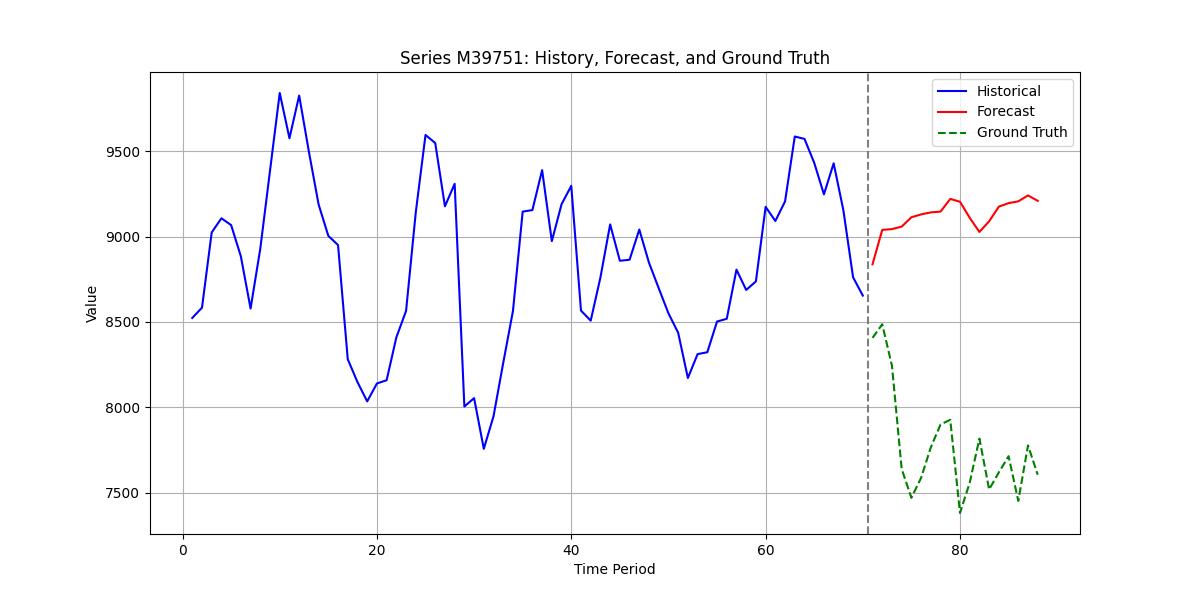 Series M39751: History, Forecast, and Ground Truth
Historical
Forecast
Ground Truth
Value
9500
9000
8500
8000
7500
0 20 40 60 80
Time Period